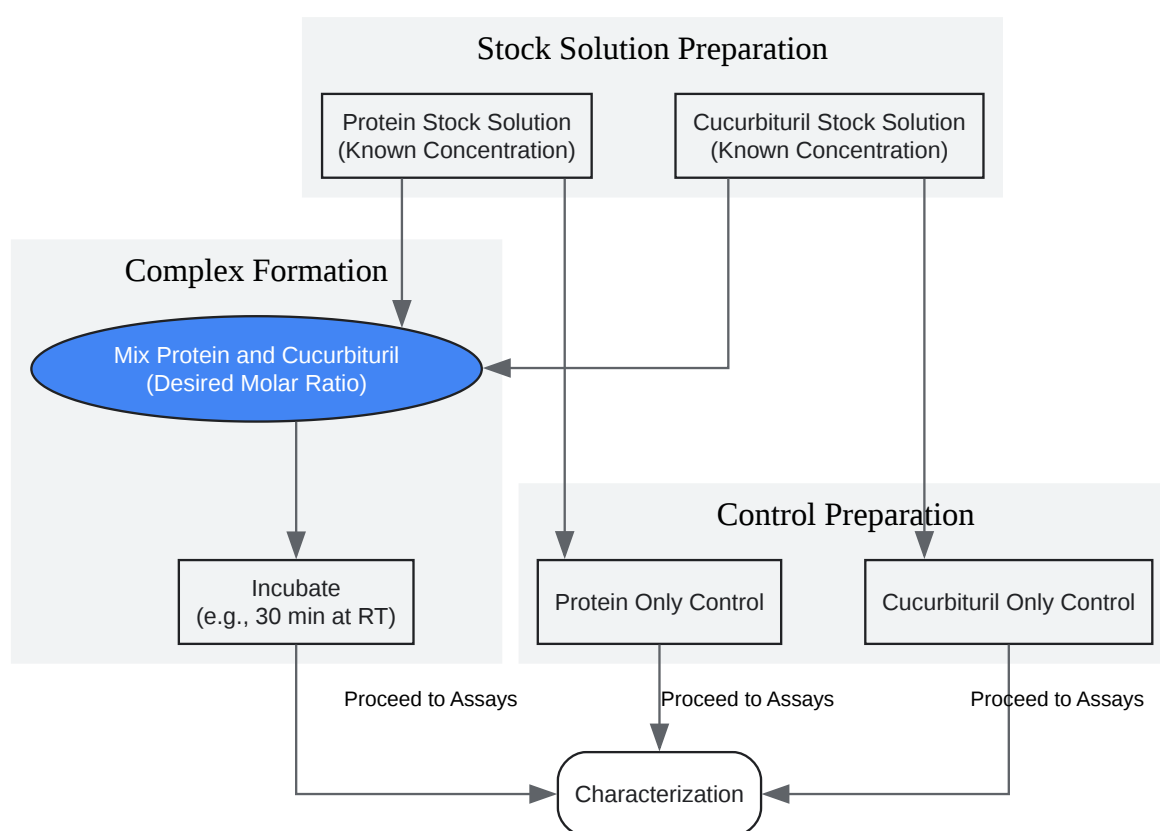 Stock Solution Preparation
Protein Stock Solution
(Known Concentration)
Cucurbituril Stock Solution
(Known Concentration)
Complex Formation
Mix Protein and Cucurbituril
(Desired Molar Ratio)
Control Preparation
Incubate
(e.g., 30 min at RT)
Protein Only Control
Cucurbituril Only Control
Proceed to Assays
Proceed to Assays
Proceed to Assays
Characterization